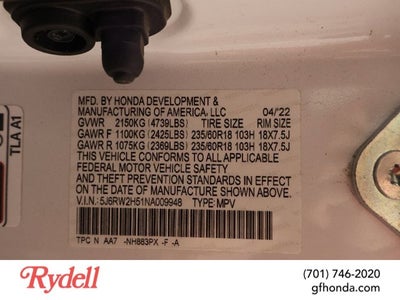 MFD. BY HONDA DEVELOPMENT &
MANUFACTURING OF AMERICA, LLC 04/22
GVWR 2150KG (4739LBS) TIRE SIZE RIM SIZE
GAWR F 1100KG (2425LBS) 235/60R18 103H 18X7.5J
GAWR R 1075KG (2369LBS) 235/60R18 103H 18X7.5J
THIS VEHICLE CONFORMS TO ALL APPLICABLE
FEDERAL MOTOR VEHICLE SAFETY
AND THEFT PREVENTION STANDARDS IN EFFECT
ON THE DATE OF MANUFACTURE SHOWN ABOVE.
V.I.N.: 5J6RW2H51NA009948 TYPE: MPV
TPC N AA7 -NH883PX -F -A
TLA A1
Rydell
(701) 746-2020
gfhonda.com